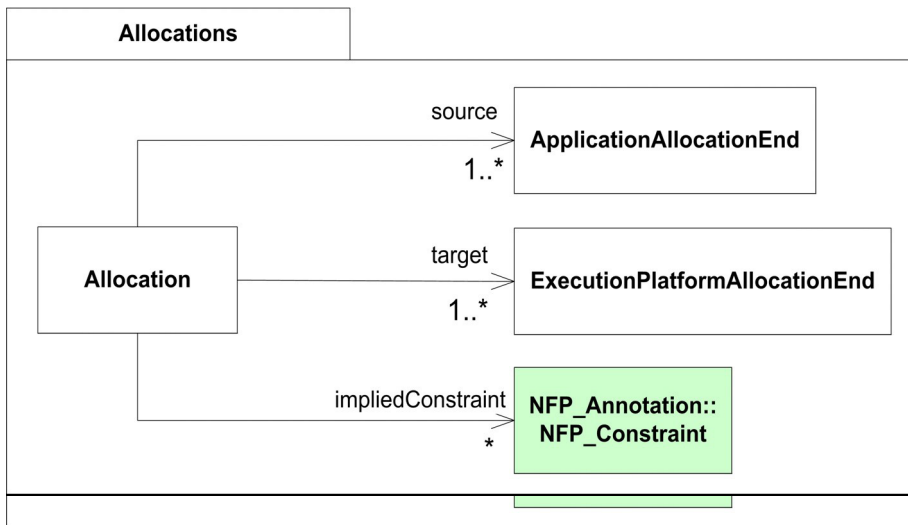 Allocations
source
1..*
ApplicationAllocationEnd
Allocation
target
1..*
ExecutionPlatformAllocationEnd
impliedConstraint
*
NFP_Annotation::
NFP_Constraint